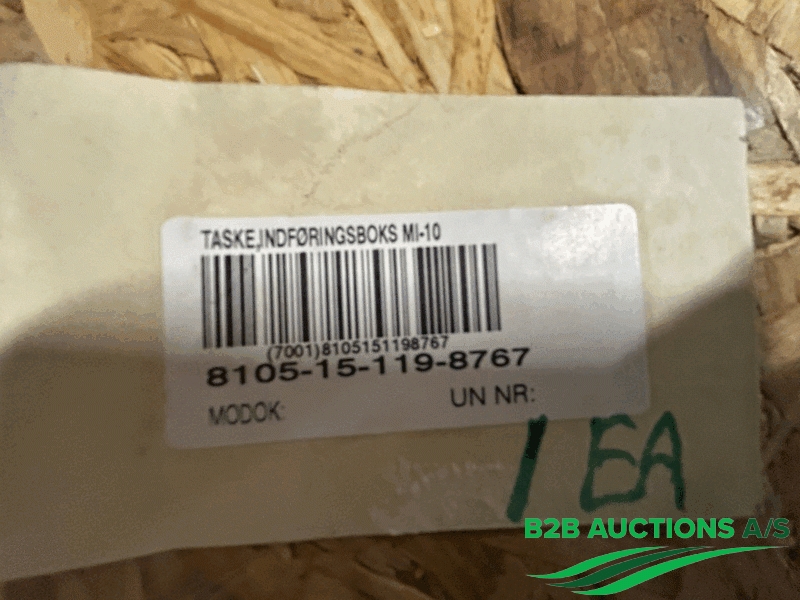 TASKE,INDFØRINGSBOKS MI-10
(7001)8105151198767
8105-15-119-8767
MODOK:
UN NR:
1 EA
B2B AUCTIONS A/S